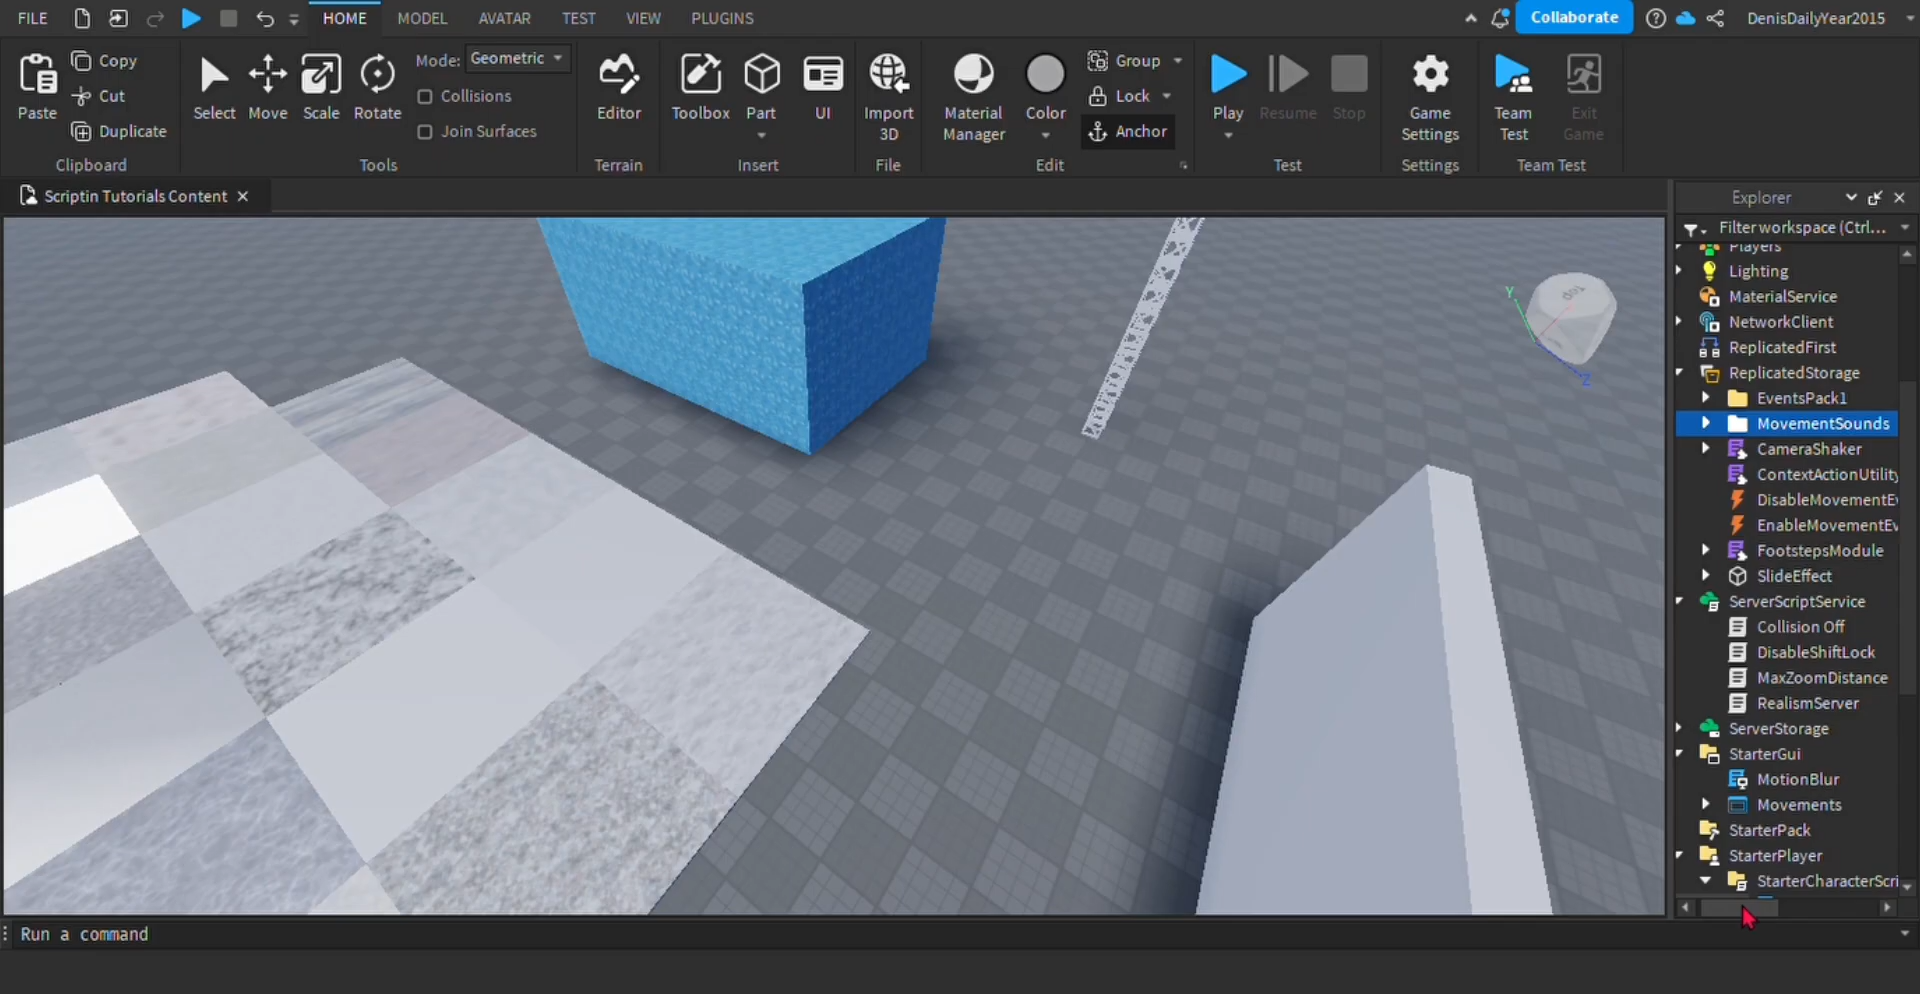 FILE HOME MODEL AVATAR TEST VIEW PLUGINS Collaborate DenisDailyYear2015
Paste
Copy
Cut
Duplicate
Clipboard
Select Move Scale Rotate
Mode: Geometric
Collisions
Join Surfaces
Tools
Editor
Terrain
Toolbox Part UI
Insert
Import
3D
File
Material
Manager
Color
Group
Lock
Anchor
Edit
Play Resume Stop
Test
Game
Settings
Settings
Team
Test
Exit
Game
Team Test
Scriptin Tutorials Content
Explorer
Filter workspace (Ctrl...
Players
Lighting
MaterialService
NetworkClient
ReplicatedFirst
ReplicatedStorage
EventsPack1
MovementSounds
CameraShaker
ContextActionUtility
DisableMovementEv
EnableMovementEv
FootstepsModule
SlideEffect
ServerScriptService
Collision Off
DisableShiftLock
MaxZoomDistance
RealismServer
ServerStorage
StarterGui
MotionBlur
Movements
StarterPack
StarterPlayer
StarterCharacterScri
Y
Z
Run a command